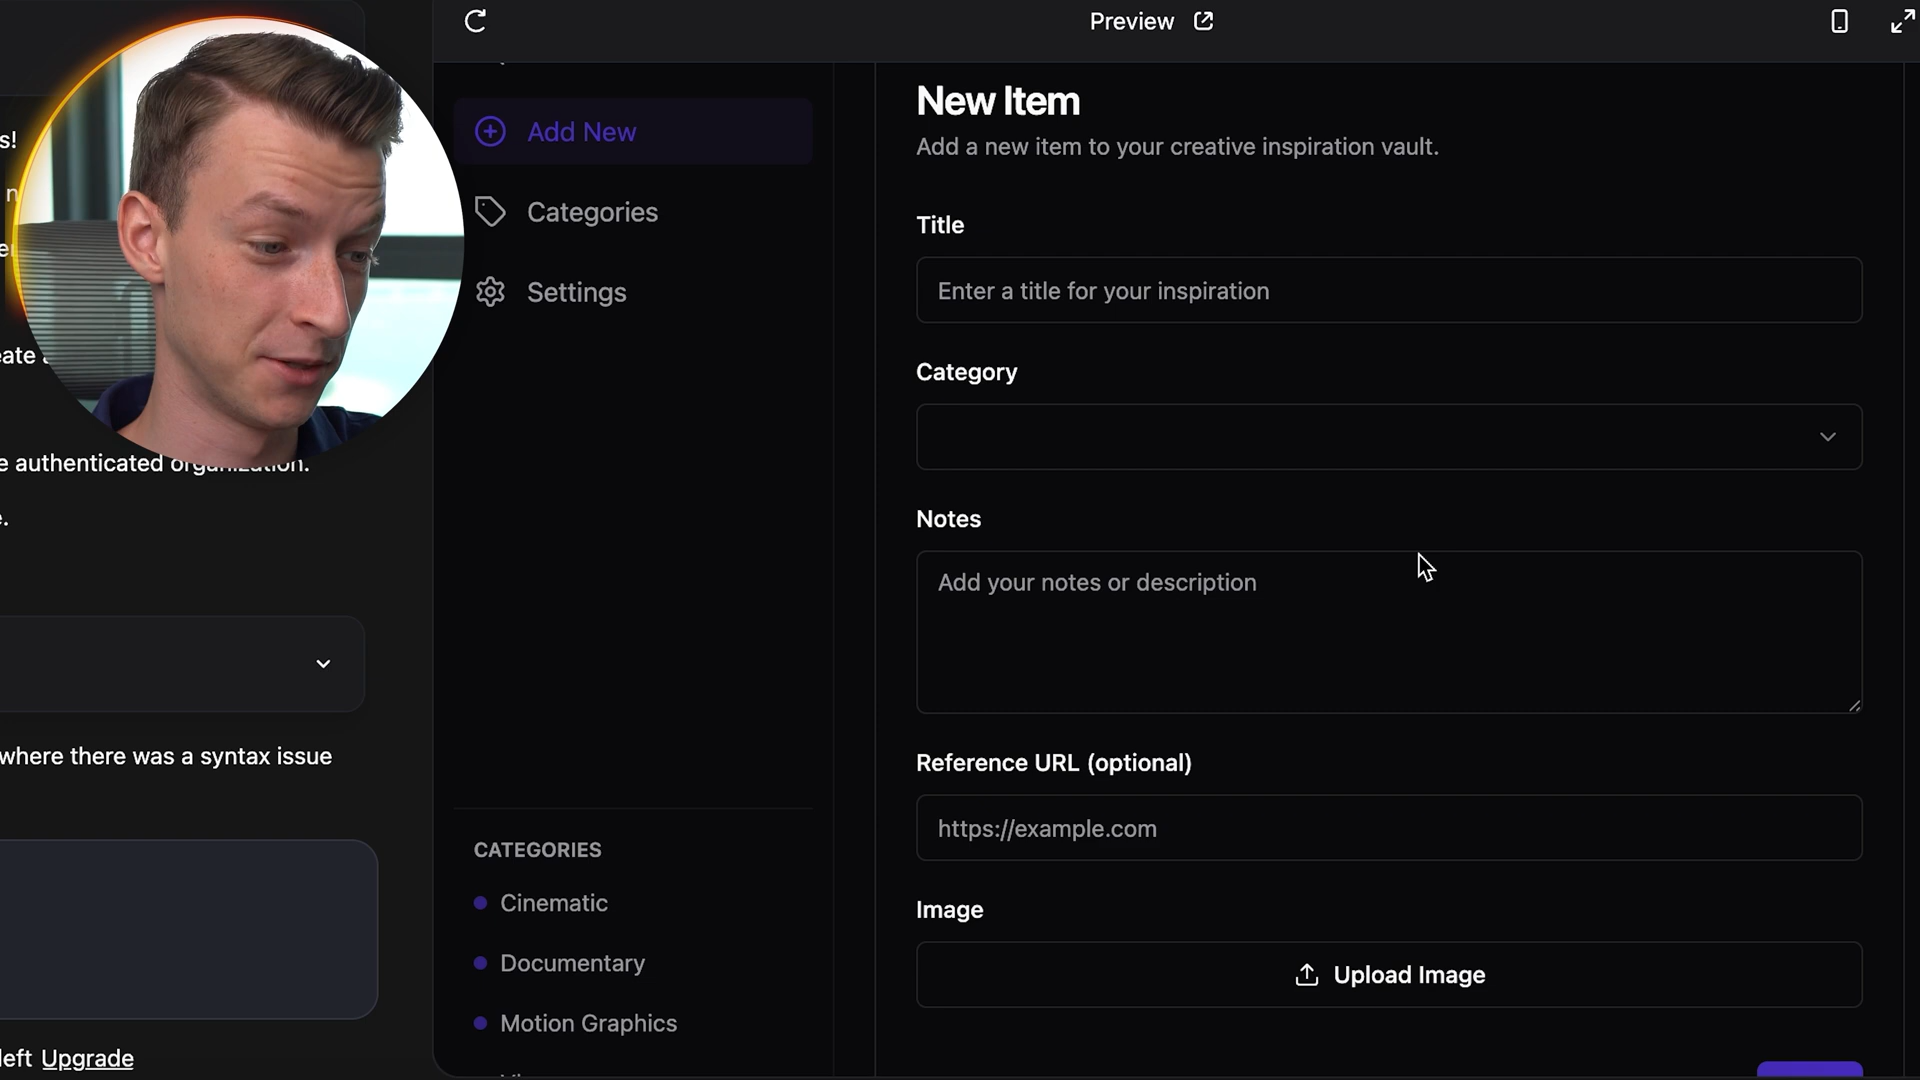 Preview
s!
Add New
Categories
Settings
eate
e authenticated organization.
e.
where there was a syntax issue
left Upgrade
CATEGORIES
Cinematic
Documentary
Motion Graphics
New Item
Add a new item to your creative inspiration vault.
Title
Enter a title for your inspiration
Category
Notes
Add your notes or description
Reference URL (optional)
https://example.com
Image
Upload Image